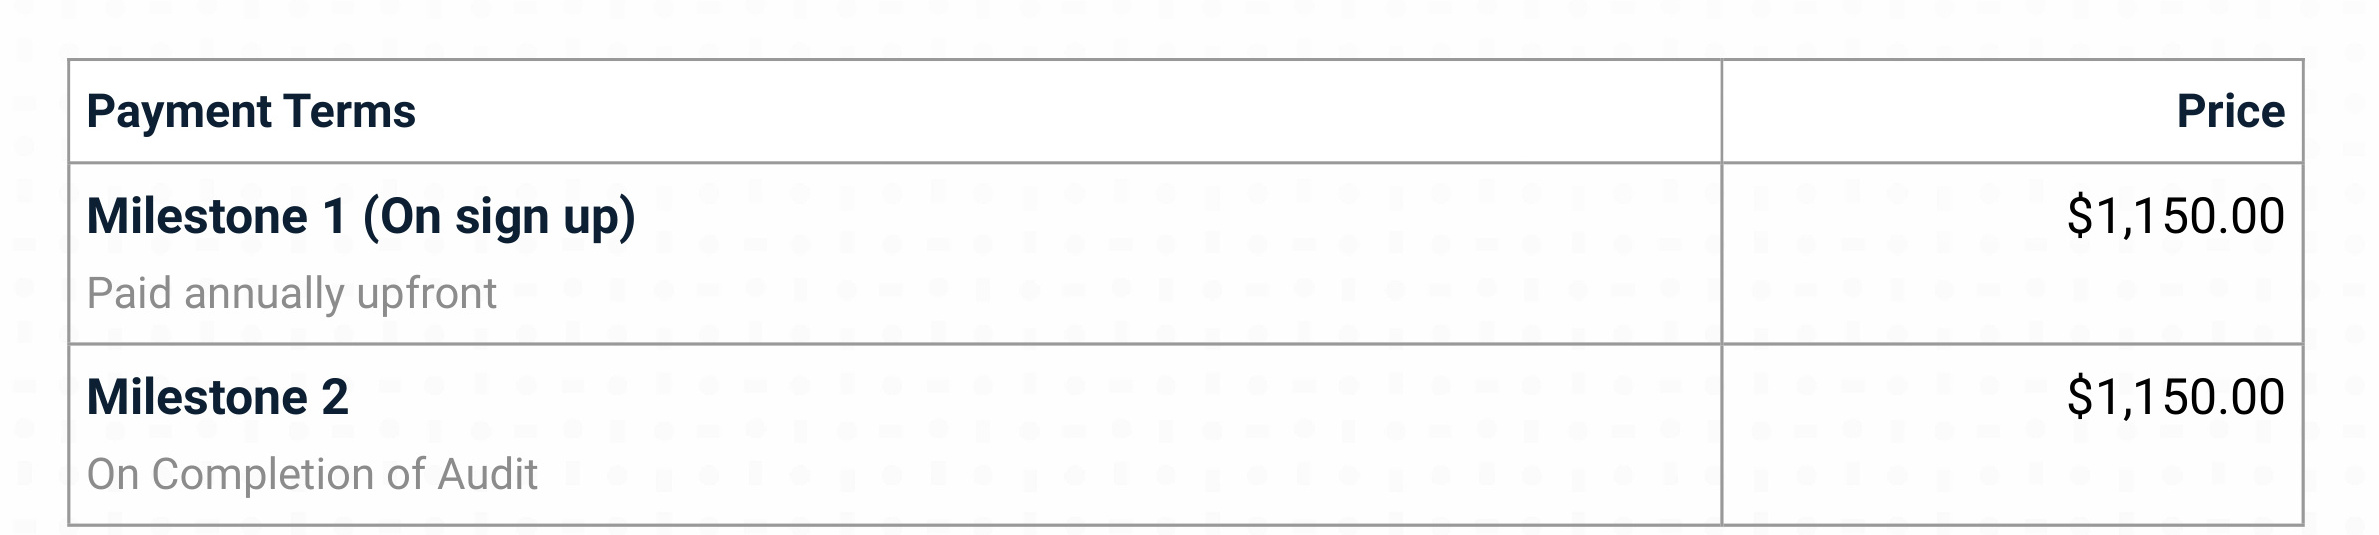 Payment Terms Price
Milestone 1 (On sign up) $1,150.00
Paid annually upfront
Milestone 2 $1,150.00
On Completion of Audit